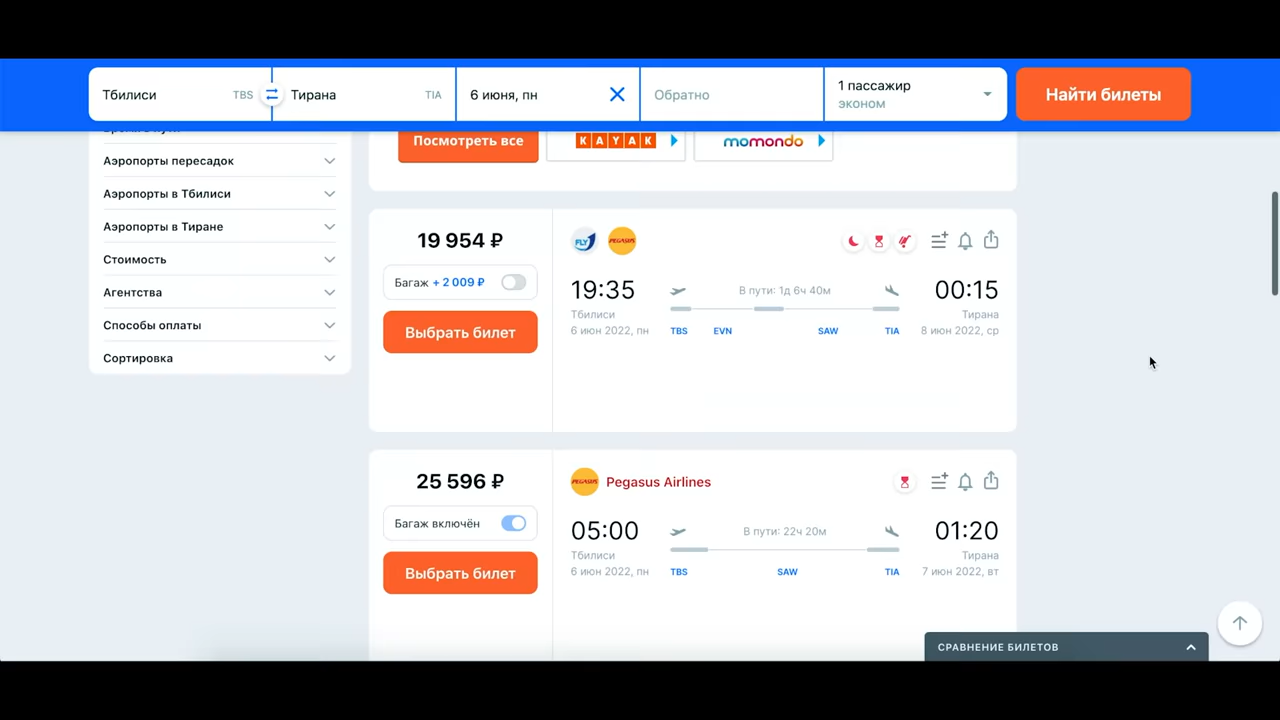 Тбилиси TBS
Тирана TIA
6 июня, пн
Обратно
1 пассажир
эконом
Найти билеты
Аэропорты пересадок
Аэропорты в Тбилиси
Аэропорты в Тиране
Стоимость
Агентства
Способы оплаты
Сортировка
Посмотреть все
KAYAK
momondo
19 954 ₽
Багаж + 2 009 ₽
Выбрать билет
FLY
PEGASUS
19:35
В пути: 1д 6ч 40м
00:15
Тбилиси
Тирана
6 июн 2022, пн
TBS EVN SAW TIA
8 июн 2022, ср
25 596 ₽
Багаж включён
Выбрать билет
PEGASUS
Pegasus Airlines
05:00
В пути: 22ч 20м
01:20
Тбилиси
Тирана
6 июн 2022, пн
TBS SAW TIA
7 июн 2022, вт
СРАВНЕНИЕ БИЛЕТОВ